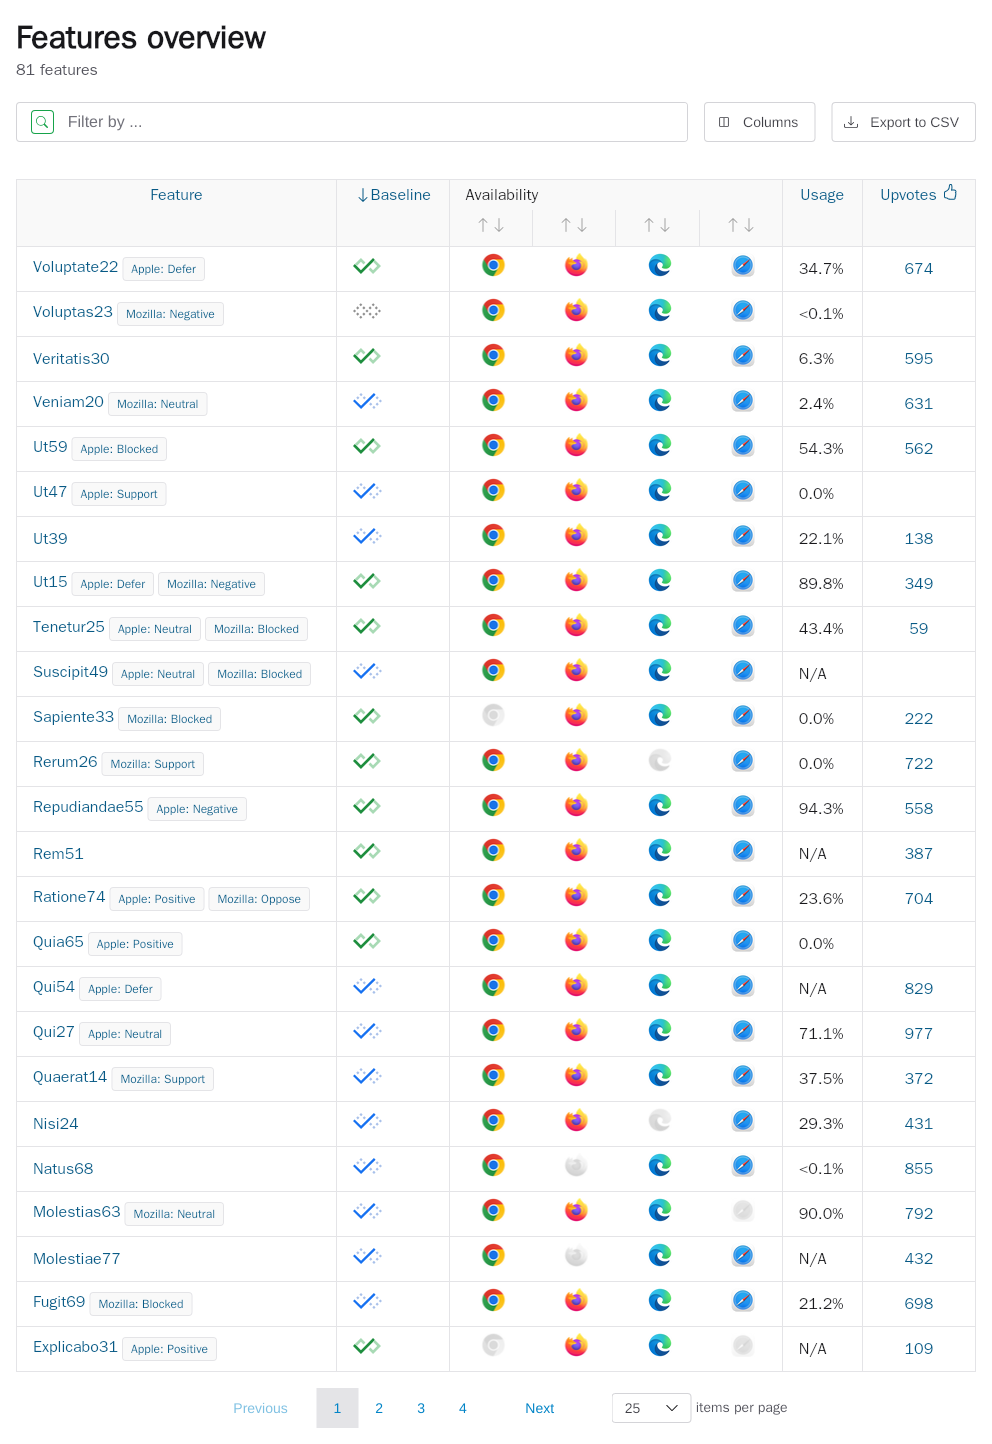 Features overview
81 features
Filter by ...
Columns
Export to CSV
Feature Baseline Availability Usage Upvotes
Voluptate22 Apple: Defer 34.7% 674
Voluptas23 Mozilla: Negative <0.1%
Veritatis30 6.3% 595
Veniam20 Mozilla: Neutral 2.4% 631
Ut59 Apple: Blocked 54.3% 562
Ut47 Apple: Support 0.0%
Ut39 22.1% 138
Ut15 Apple: Defer Mozilla: Negative 89.8% 349
Tenetur25 Apple: Neutral Mozilla: Blocked 43.4% 59
Suscipit49 Apple: Neutral Mozilla: Blocked N/A
Sapiente33 Mozilla: Blocked 0.0% 222
Rerum26 Mozilla: Support 0.0% 722
Repudiandae55 Apple: Negative 94.3% 558
Rem51 N/A 387
Ratione74 Apple: Positive Mozilla: Oppose 23.6% 704
Quia65 Apple: Positive 0.0%
Qui54 Apple: Defer N/A 829
Qui27 Apple: Neutral 71.1% 977
Quaerat14 Mozilla: Support 37.5% 372
Nisi24 29.3% 431
Natus68 <0.1% 855
Molestias63 Mozilla: Neutral 90.0% 792
Molestiae77 N/A 432
Fugit69 Mozilla: Blocked 21.2% 698
Explicabo31 Apple: Positive N/A 109
Previous 1 2 3 4 Next 25 items per page